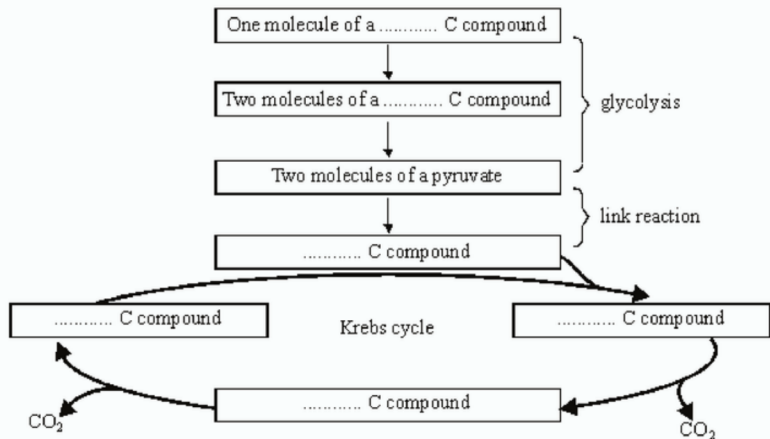 One molecule of a ............ C compound
Two molecules of a ............ C compound
glycolysis
Two molecules of a pyruvate
link reaction
............ C compound
............ C compound
............ C compound
Krebs cycle
............ C compound
CO₂
CO₂